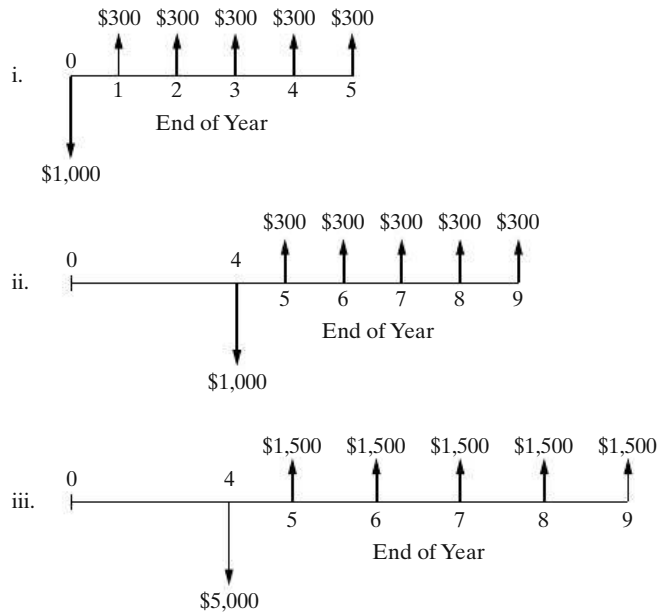 $300 $300 $300 $300 $300
0
i.
1 2 3 4 5
End of Year
$1,000
$300 $300 $300 $300 $300
0 4
ii.
5 6 7 8 9
End of Year
$1,000
$1,500 $1,500 $1,500 $1,500 $1,500
0 4
iii.
5 6 7 8 9
End of Year
$5,000